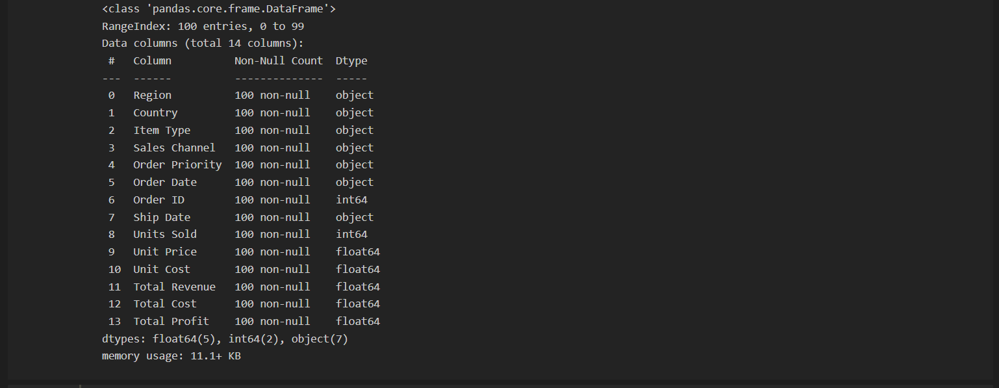 <class 'pandas.core.frame.DataFrame'>
RangeIndex: 100 entries, 0 to 99
Data columns (total 14 columns):
 #   Column          Non-Null Count  Dtype
---  ------          --------------  -----
 0   Region          100 non-null    object
 1   Country         100 non-null    object
 2   Item Type       100 non-null    object
 3   Sales Channel   100 non-null    object
 4   Order Priority  100 non-null    object
 5   Order Date      100 non-null    object
 6   Order ID        100 non-null    int64
 7   Ship Date       100 non-null    object
 8   Units Sold      100 non-null    int64
 9   Unit Price      100 non-null    float64
 10  Unit Cost       100 non-null    float64
 11  Total Revenue   100 non-null    float64
 12  Total Cost      100 non-null    float64
 13  Total Profit    100 non-null    float64
dtypes: float64(5), int64(2), object(7)
memory usage: 11.1+ KB